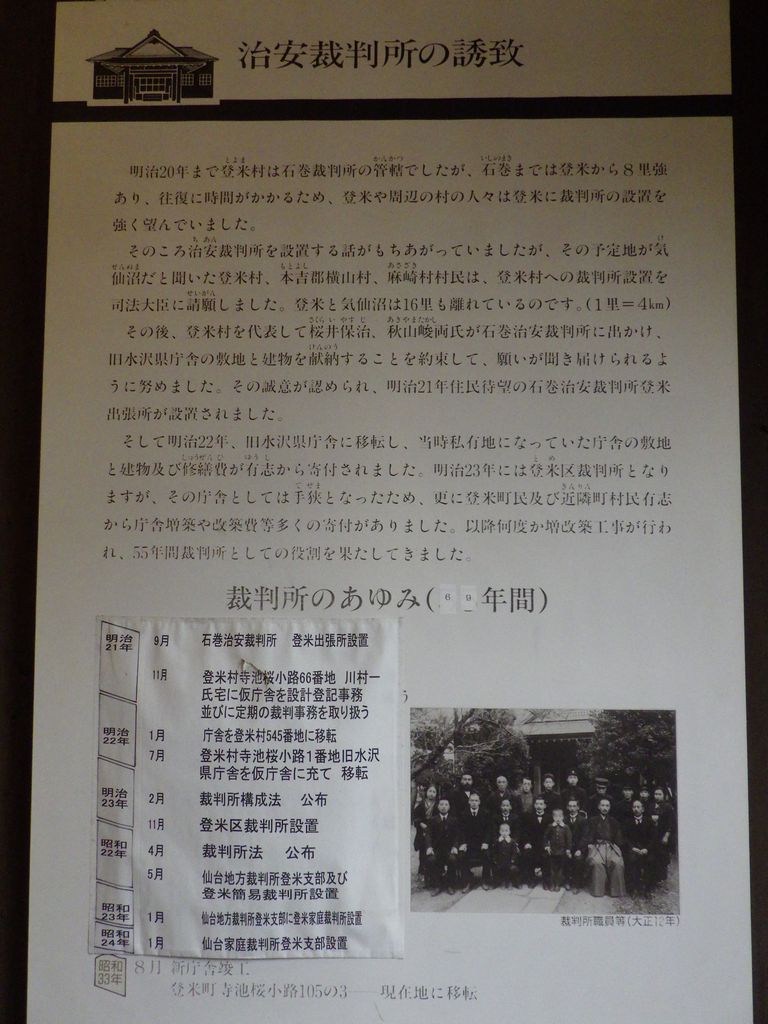 治安裁判所の誘致
明治20年まで登米村は石巻裁判所の管轄でしたが、石巻までは登米から8里強
あり、往復に時間がかかるため、登米や周辺の村の人々は登米に裁判所の設置を
強く望んでいました。
そのころ治安裁判所を設置する話がもちあがっていましたが、その予定地が気
仙沼だと聞いた登米村、本吉郡横山村、麻崎村村民は、登米村への裁判所設置を
司法大臣に請願しました。登米と気仙沼は16里も離れているのです。(1里=4km)
その後、登米村を代表して桜井保治、秋山峻両氏が石巻治安裁判所に出かけ、
旧水沢県庁舎の敷地と建物を献納することを約束して、願いが聞き届けられるよ
うに努めました。その誠意が認められ、明治21年住民待望の石巻治安裁判所登米
出張所が設置されました。
そして明治22年、旧水沢県庁舎に移転し、当時私有地になっていた庁舎の敷地
と建物及び修繕費が有志から寄付されました。明治23年には登米区裁判所となり
ますが、その庁舎としては手狭となったため、更に登米町民及び近隣町村民有志
から庁舎増築や改築費等多くの寄付がありました。以降何度か増改築工事が行わ
れ、55年間裁判所としての役割を果たしてきました。
裁判所のあゆみ(69年間)
明治21年 9月 石巻治安裁判所 登米出張所設置
11月 登米村寺池桜小路66番地 川村一
氏宅に仮庁舎を設計登記事務
並びに定期の裁判事務を取り扱う
明治22年 1月 庁舎を登米村545番地に移転
7月 登米村寺池桜小路1番地旧水沢
県庁舎を仮庁舎に充て 移転
明治23年 2月 裁判所構成法 公布
11月 登米区裁判所設置
昭和22年 4月 裁判所法 公布
5月 仙台地方裁判所登米支部及び
登米簡易裁判所設置
昭和23年 1月 仙台地方裁判所登米支部に登米家庭裁判所設置
昭和24年 1月 仙台家庭裁判所登米支部設置
昭和33年 8月 新庁舎竣工
登米町寺池桜小路105の3——現在地に移転
裁判所職員等(大正12年)